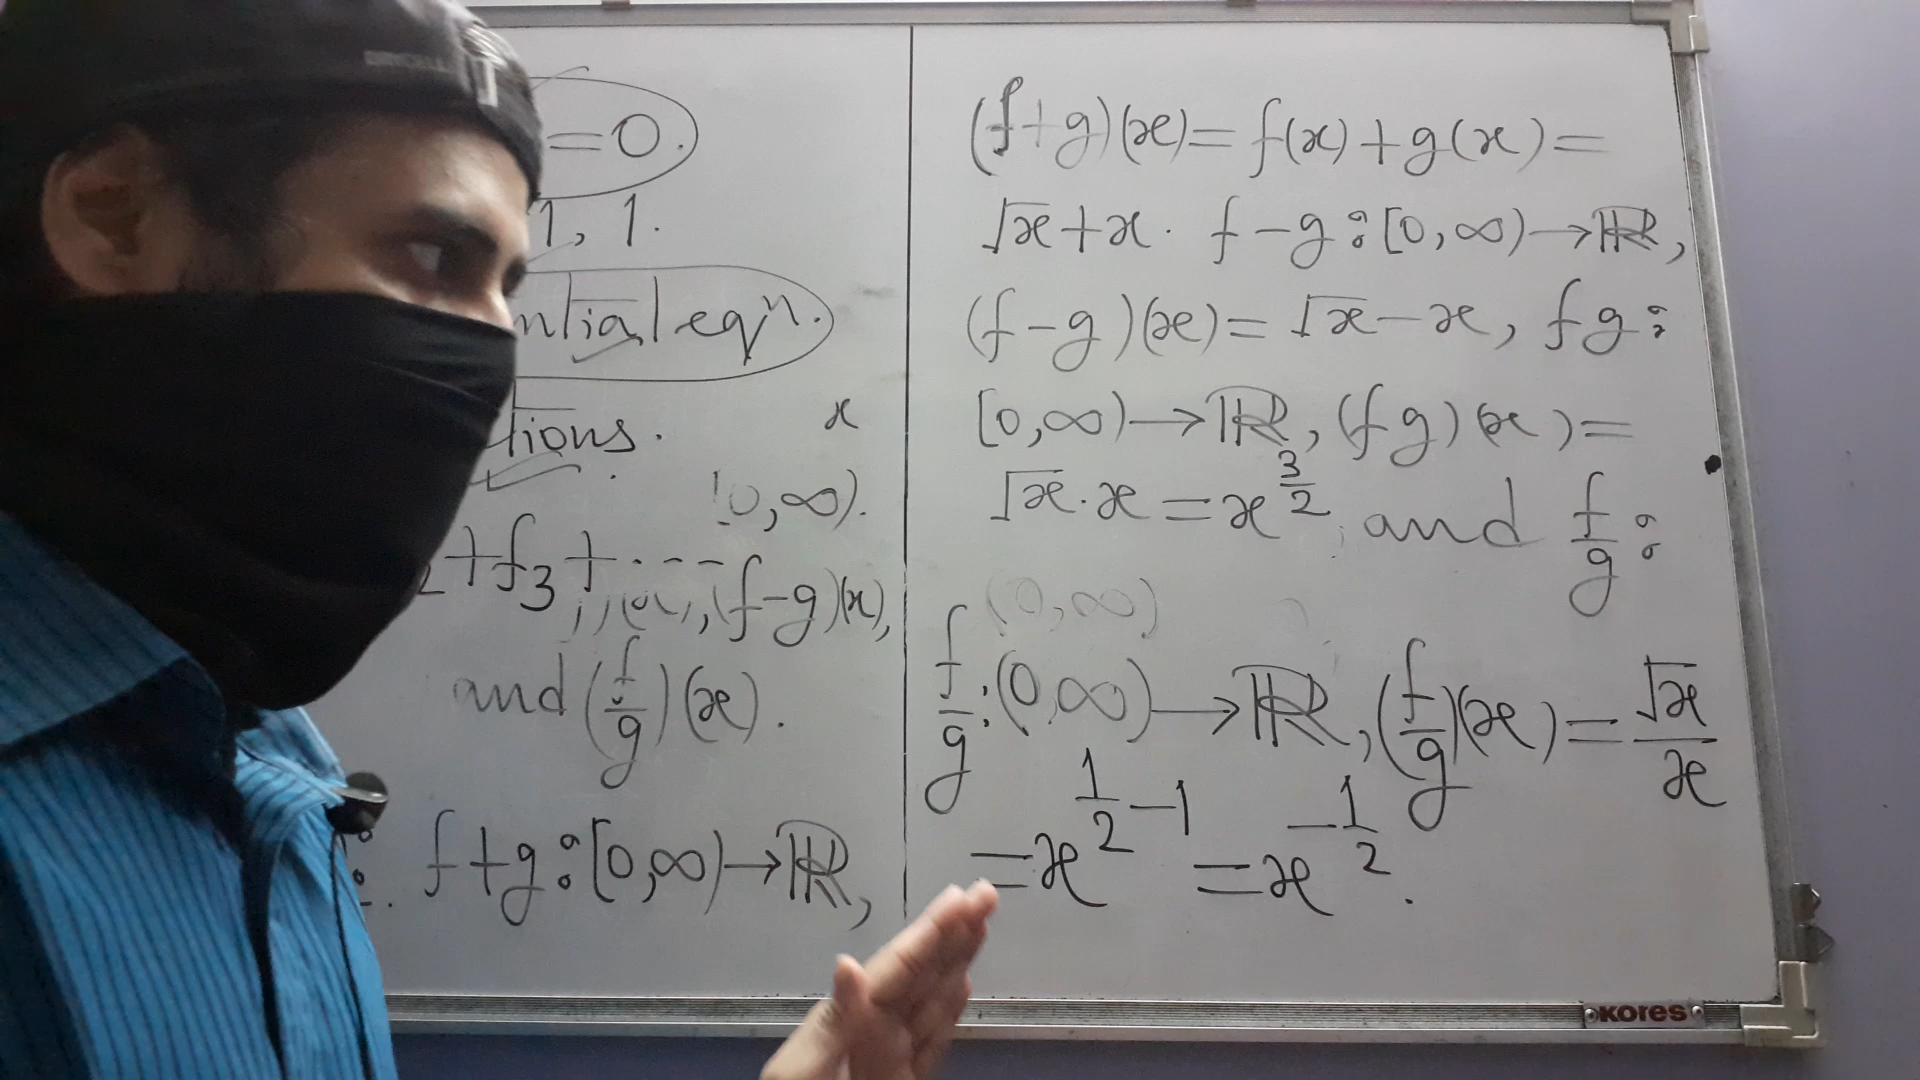 =0.
1, 1.
ntial eqⁿ.
tions.
x
[0,∞).
₂+f₃+----
(f-g)(x),
and (f/g)(x).
f+g:[0,∞)→ℝ,
(f+g)(x)=f(x)+g(x)=
√x+x. f-g:[0,∞)→ℝ,
(f-g)(x)=√x-x, fg:
[0,∞)→ℝ,(fg)(x)=
√x.x=x^3/2, and f/g:
(0,∞)
f/g:(0,∞)→ℝ,(f/g)(x)=√x/x
=x^1/2-1=x^-1/2.
KORES